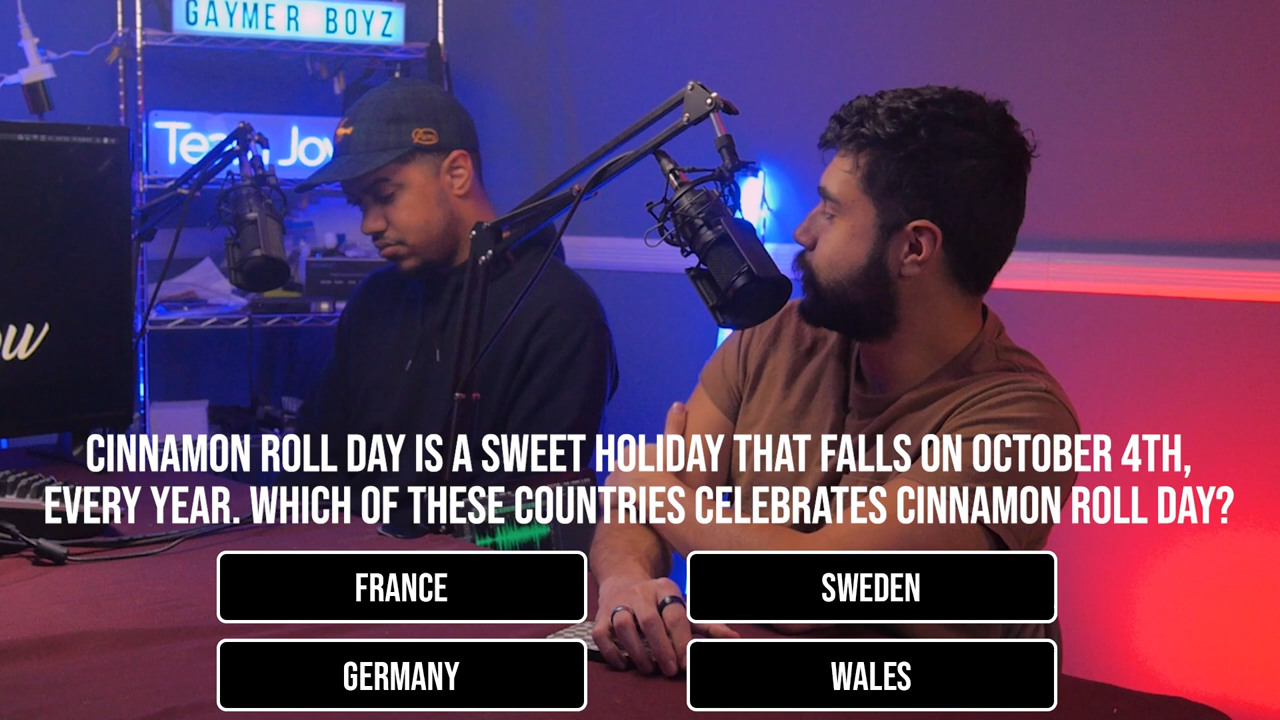 GAYMER BOYZ
CINNAMON ROLL DAY IS A SWEET HOLIDAY THAT FALLS ON OCTOBER 4TH,
EVERY YEAR. WHICH OF THESE COUNTRIES CELEBRATES CINNAMON ROLL DAY?
FRANCE
SWEDEN
GERMANY
WALES